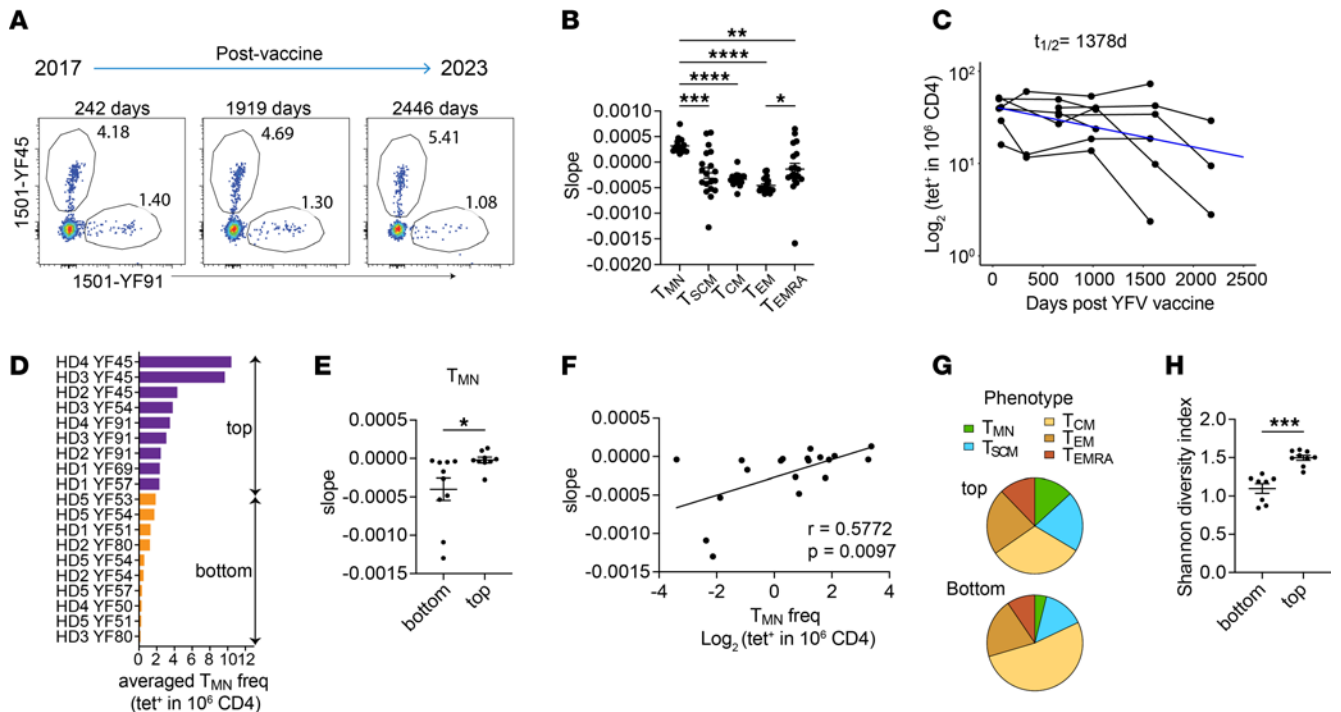 A
Post-vaccine
2017
2023
242 days
1919 days
2446 days
4.18
4.69
5.41
1.40
1.30
1.08
1501-YF45
1501-YF91
B
**
****
****
***
*
0.0010
0.0005
0.0000
-0.0005
-0.0010
-0.0015
-0.0020
Slope
TMN
TSCM
TCM
TEM
TEMRA
C
t1/2= 1378d
10²
10¹
10⁰
Log2 (tet+ in 10⁶ CD4)
0
500
1000
1500
2000
2500
Days post YFV vaccine
D
HD4 YF45
HD3 YF45
HD2 YF45
HD3 YF54
HD4 YF91
HD3 YF91
HD2 YF91
HD1 YF69
HD1 YF57
HD5 YF53
HD5 YF54
HD1 YF51
HD2 YF80
HD5 YF54
HD2 YF54
HD5 YF57
HD4 YF50
HD5 YF51
HD3 YF80
top
bottom
0 2 4 6 8 10 12
averaged TMN freq
(tet+ in 10⁶ CD4)
E
TMN
*
0.0005
0.0000
-0.0005
-0.0010
-0.0015
slope
bottom
top
F
0.0005
0.0000
-0.0005
-0.0010
-0.0015
slope
r = 0.5772
p = 0.0097
-4
-2
0
2
4
TMN freq
Log2 (tet+ in 10⁶ CD4)
G
Phenotype
TMN
TSCM
TCM
TEM
TEMRA
top
Bottom
H
***
2.0
1.5
1.0
0.5
0.0
Shannon diversity index
bottom
top